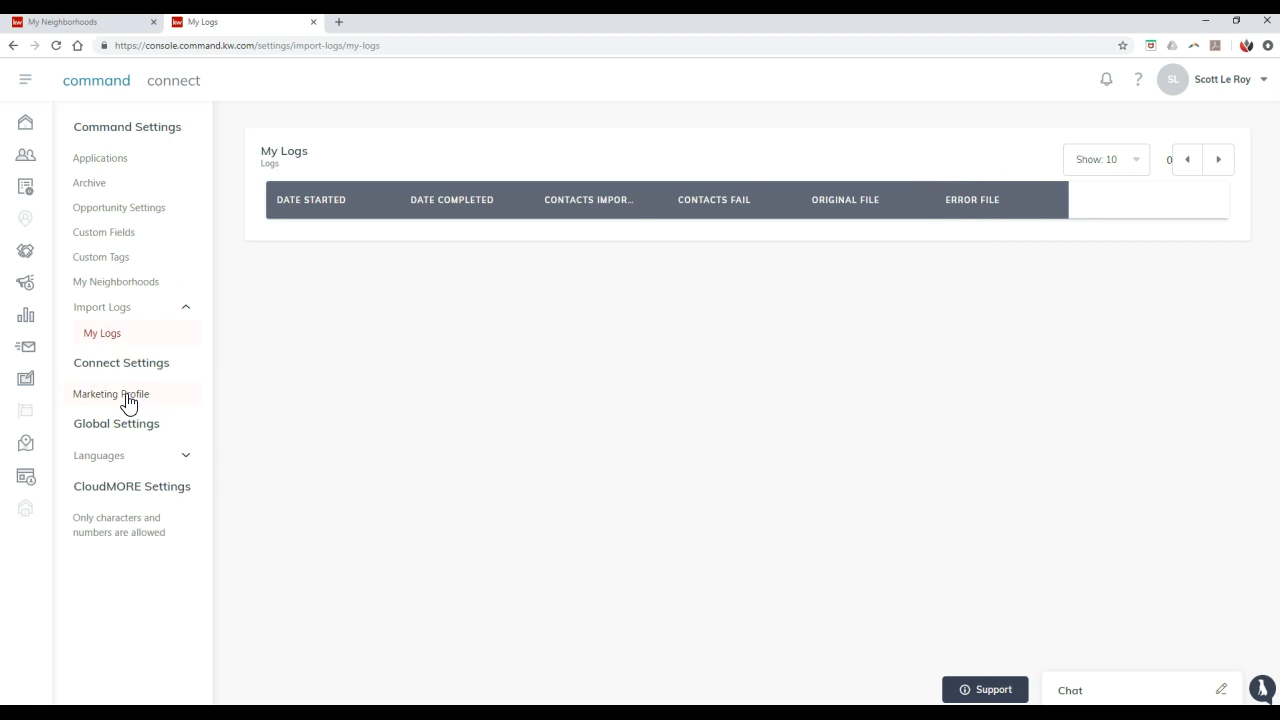 kw My Neighborhoods
kw My Logs
https://console.command.kw.com/settings/import-logs/my-logs
command connect
SL Scott Le Roy
Command Settings
Applications
Archive
Opportunity Settings
Custom Fields
Custom Tags
My Neighborhoods
Import Logs
My Logs
Connect Settings
Marketing Profile
Global Settings
Languages
CloudMORE Settings
Only characters and
numbers are allowed
My Logs
Logs
Show: 10 0
DATE STARTED DATE COMPLETED CONTACTS IMPOR... CONTACTS FAIL ORIGINAL FILE ERROR FILE
Support
Chat